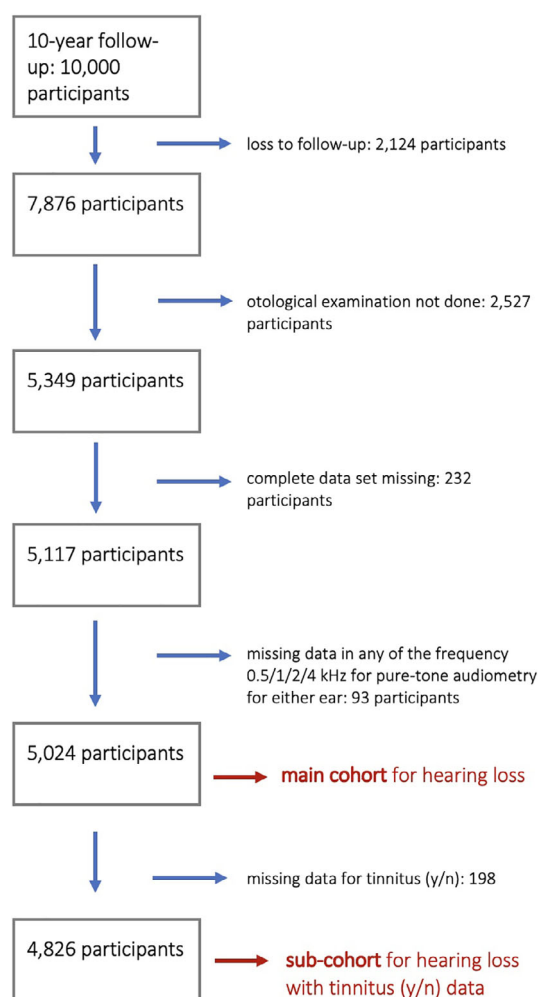 10-year follow-
up: 10,000
participants
loss to follow-up: 2,124 participants
7,876 participants
otological examination not done: 2,527
participants
5,349 participants
complete data set missing: 232
participants
5,117 participants
missing data in any of the frequency
0.5/1/2/4 kHz for pure-tone audiometry
for either ear: 93 participants
5,024 participants
main cohort for hearing loss
missing data for tinnitus (y/n): 198
4,826 participants
sub-cohort for hearing loss
with tinnitus (y/n) data